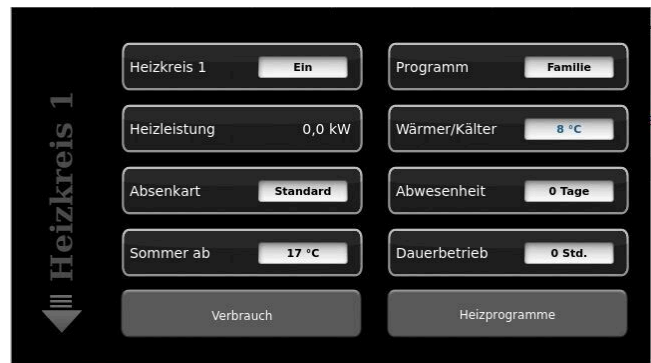 Heizkreis 1
Heizkreis 1 Ein
Programm Familie
Heizleistung 0,0 kW
Wärmer/Kälter 8 °C
Absenkart Standard
Abwesenheit 0 Tage
Sommer ab 17 °C
Dauerbetrieb 0 Std.
Verbrauch
Heizprogramme